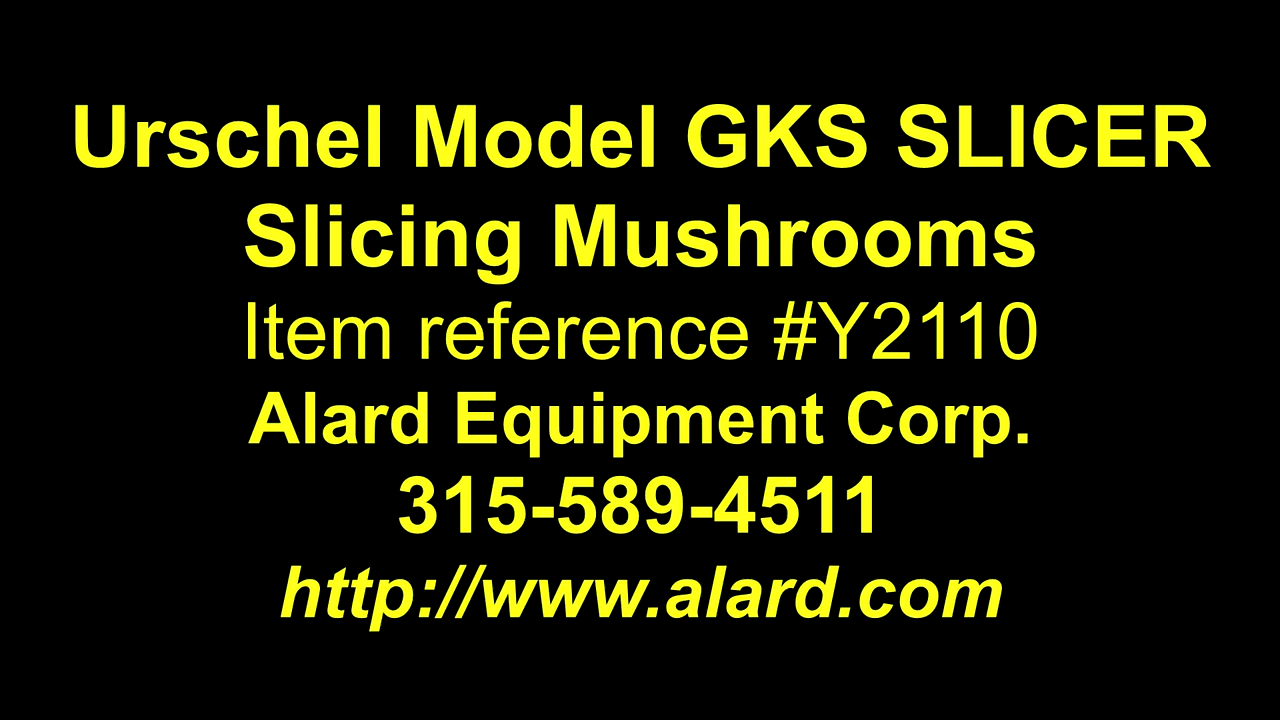 Urschel Model GKS SLICER
Slicing Mushrooms
Item reference #Y2110
Alard Equipment Corp.
315-589-4511
http://www.alard.com